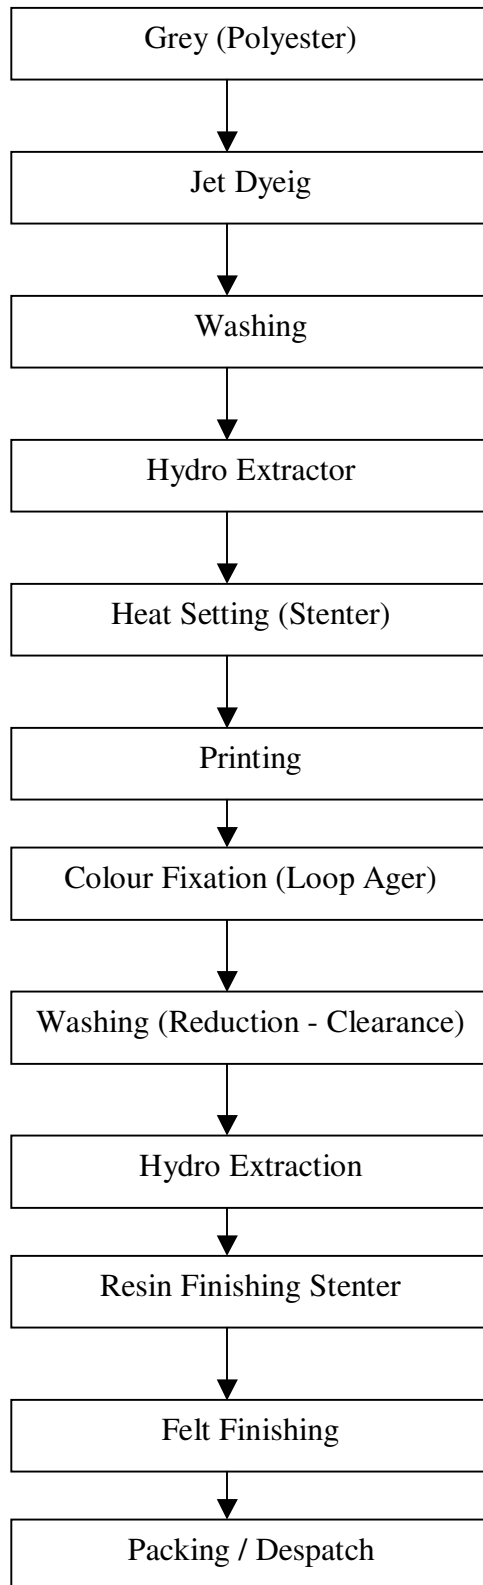 Grey (Polyester)
Jet Dyeig
Washing
Hydro Extractor
Heat Setting (Stenter)
Printing
Colour Fixation (Loop Ager)
Washing (Reduction - Clearance)
Hydro Extraction
Resin Finishing Stenter
Felt Finishing
Packing / Despatch